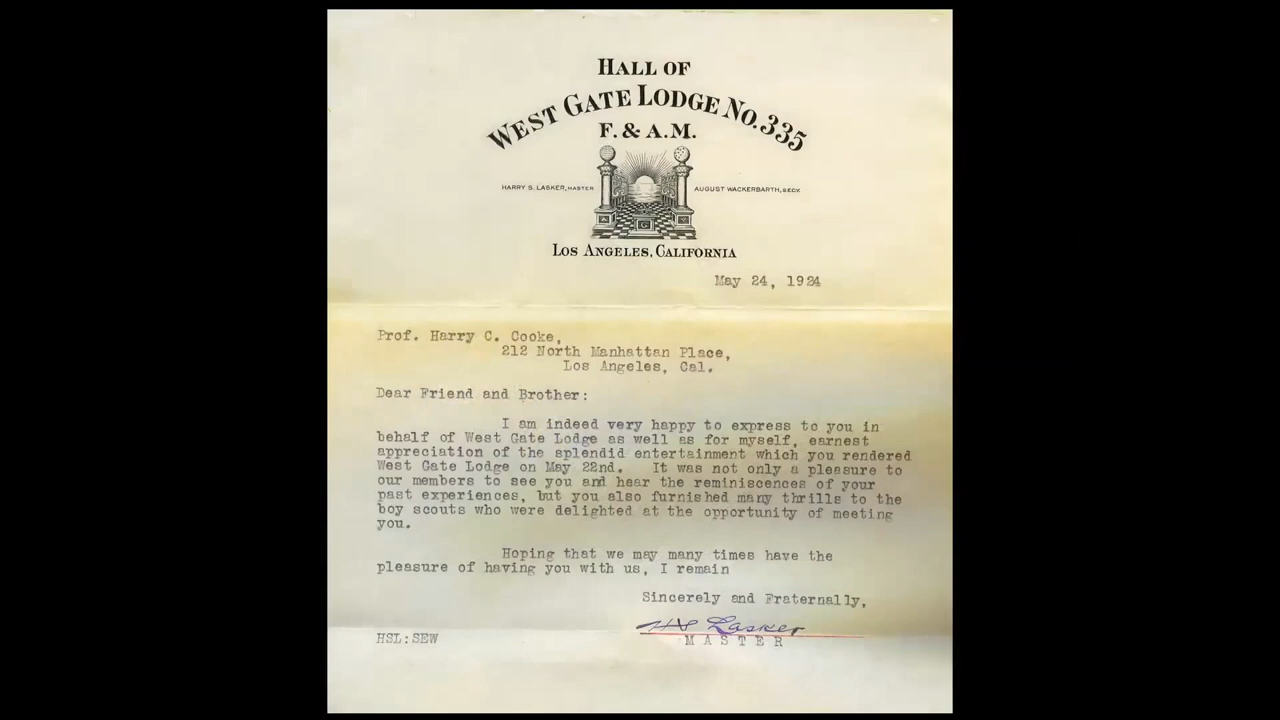 HALL OF
WEST GATE LODGE NO. 335
F. & A. M.
HARRY S. LASKER, MASTER
AUGUST WACKERBARTH, SECY.
LOS ANGELES, CALIFORNIA
May 24, 1924
Prof. Harry C. Cooke,
212 North Manhattan Place,
Los Angeles, Cal.
Dear Friend and Brother:
I am indeed very happy to express to you in
behalf of West Gate Lodge as well as for myself, earnest
appreciation of the splendid entertainment which you rendered
West Gate Lodge on May 22nd. It was not only a pleasure to
our members to see you and hear the reminiscences of your
past experiences, but you also furnished many thrills to the
boy scouts who were delighted at the opportunity of meeting
you.
Hoping that we may many times have the
pleasure of having you with us, I remain
Sincerely and Fraternally,
HS Lasker
MASTER
HSL:SEW